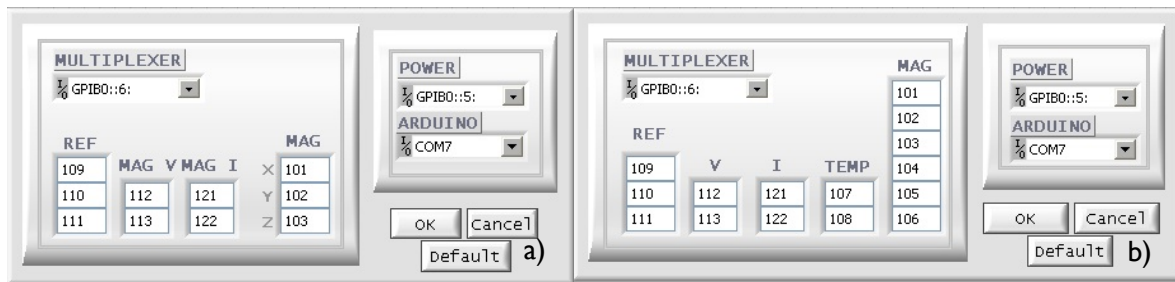 MULTIPLEXER
I/O GPIB0::6:
REF
109
110
111
MAG V
112
113
MAG I
121
122
MAG
X 101
Y 102
Z 103
POWER
I/O GPIB0::5:
ARDUINO
I/O COM7
OK Cancel
Default a)
MULTIPLEXER
I/O GPIB0::6:
REF
109
110
111
V
112
113
I
121
122
TEMP
107
108
MAG
101
102
103
104
105
106
POWER
I/O GPIB0::5:
ARDUINO
I/O COM7
OK Cancel
Default b)